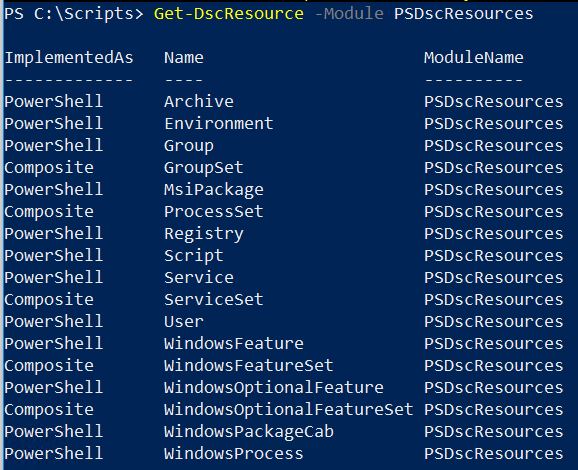 PS C:\Scripts> Get-DscResource -Module PSDscResources
ImplementedAs Name ModuleName
------------- ---- ----------
PowerShell Archive PSDscResources
PowerShell Environment PSDscResources
PowerShell Group PSDscResources
Composite GroupSet PSDscResources
PowerShell MsiPackage PSDscResources
Composite ProcessSet PSDscResources
PowerShell Registry PSDscResources
PowerShell Script PSDscResources
PowerShell Service PSDscResources
Composite ServiceSet PSDscResources
PowerShell User PSDscResources
PowerShell WindowsFeature PSDscResources
Composite WindowsFeatureSet PSDscResources
PowerShell WindowsOptionalFeature PSDscResources
Composite WindowsOptionalFeatureSet PSDscResources
PowerShell WindowsPackageCab PSDscResources
PowerShell WindowsProcess PSDscResources